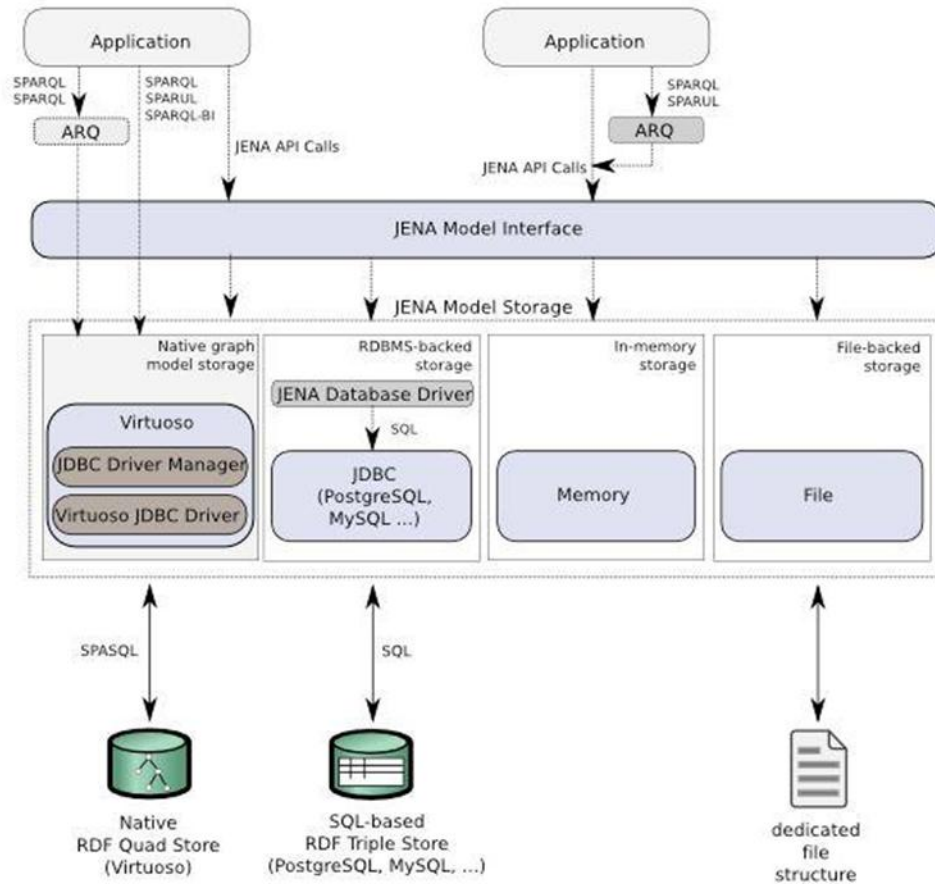 Application
Application
SPARQL
SPARQL
SPARQL
SPARUL
SPARQL-BI
SPARQL
SPARUL
ARQ
ARQ
JENA API Calls
JENA API Calls
JENA Model Interface
JENA Model Storage
Native graph
model storage
RDBMS-backed
storage
In-memory
storage
File-backed
storage
JENA Database Driver
SQL
Virtuoso
JDBC Driver Manager
Virtuoso JDBC Driver
JDBC
(PostgreSQL,
MySQL ...)
Memory
File
SPASQL
SQL
Native
RDF Quad Store
(Virtuoso)
SQL-based
RDF Triple Store
(PostgreSQL, MySQL, ...)
dedicated
file
structure